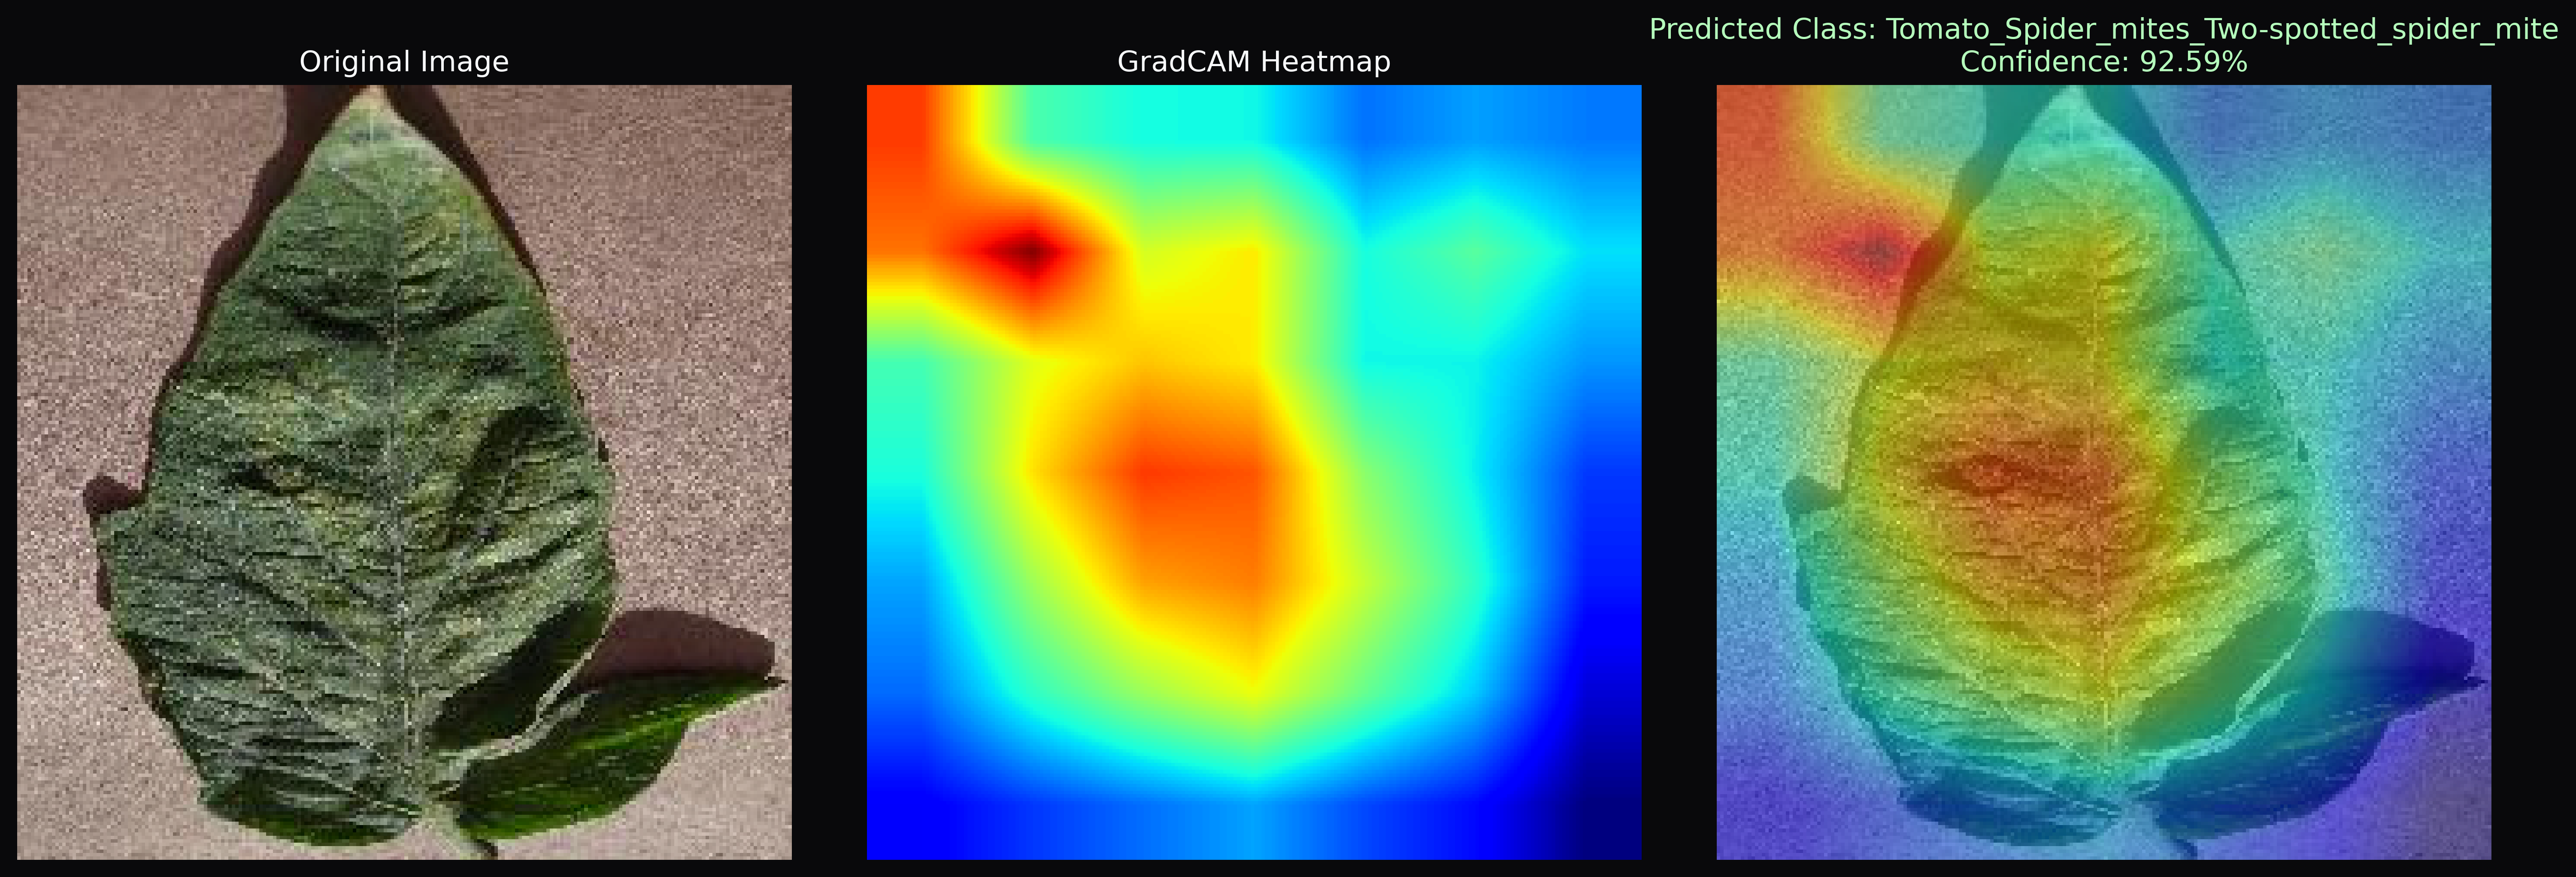 Original Image
GradCAM Heatmap
Predicted Class: Tomato_Spider_mites_Two-spotted_spider_mite
Confidence: 92.59%